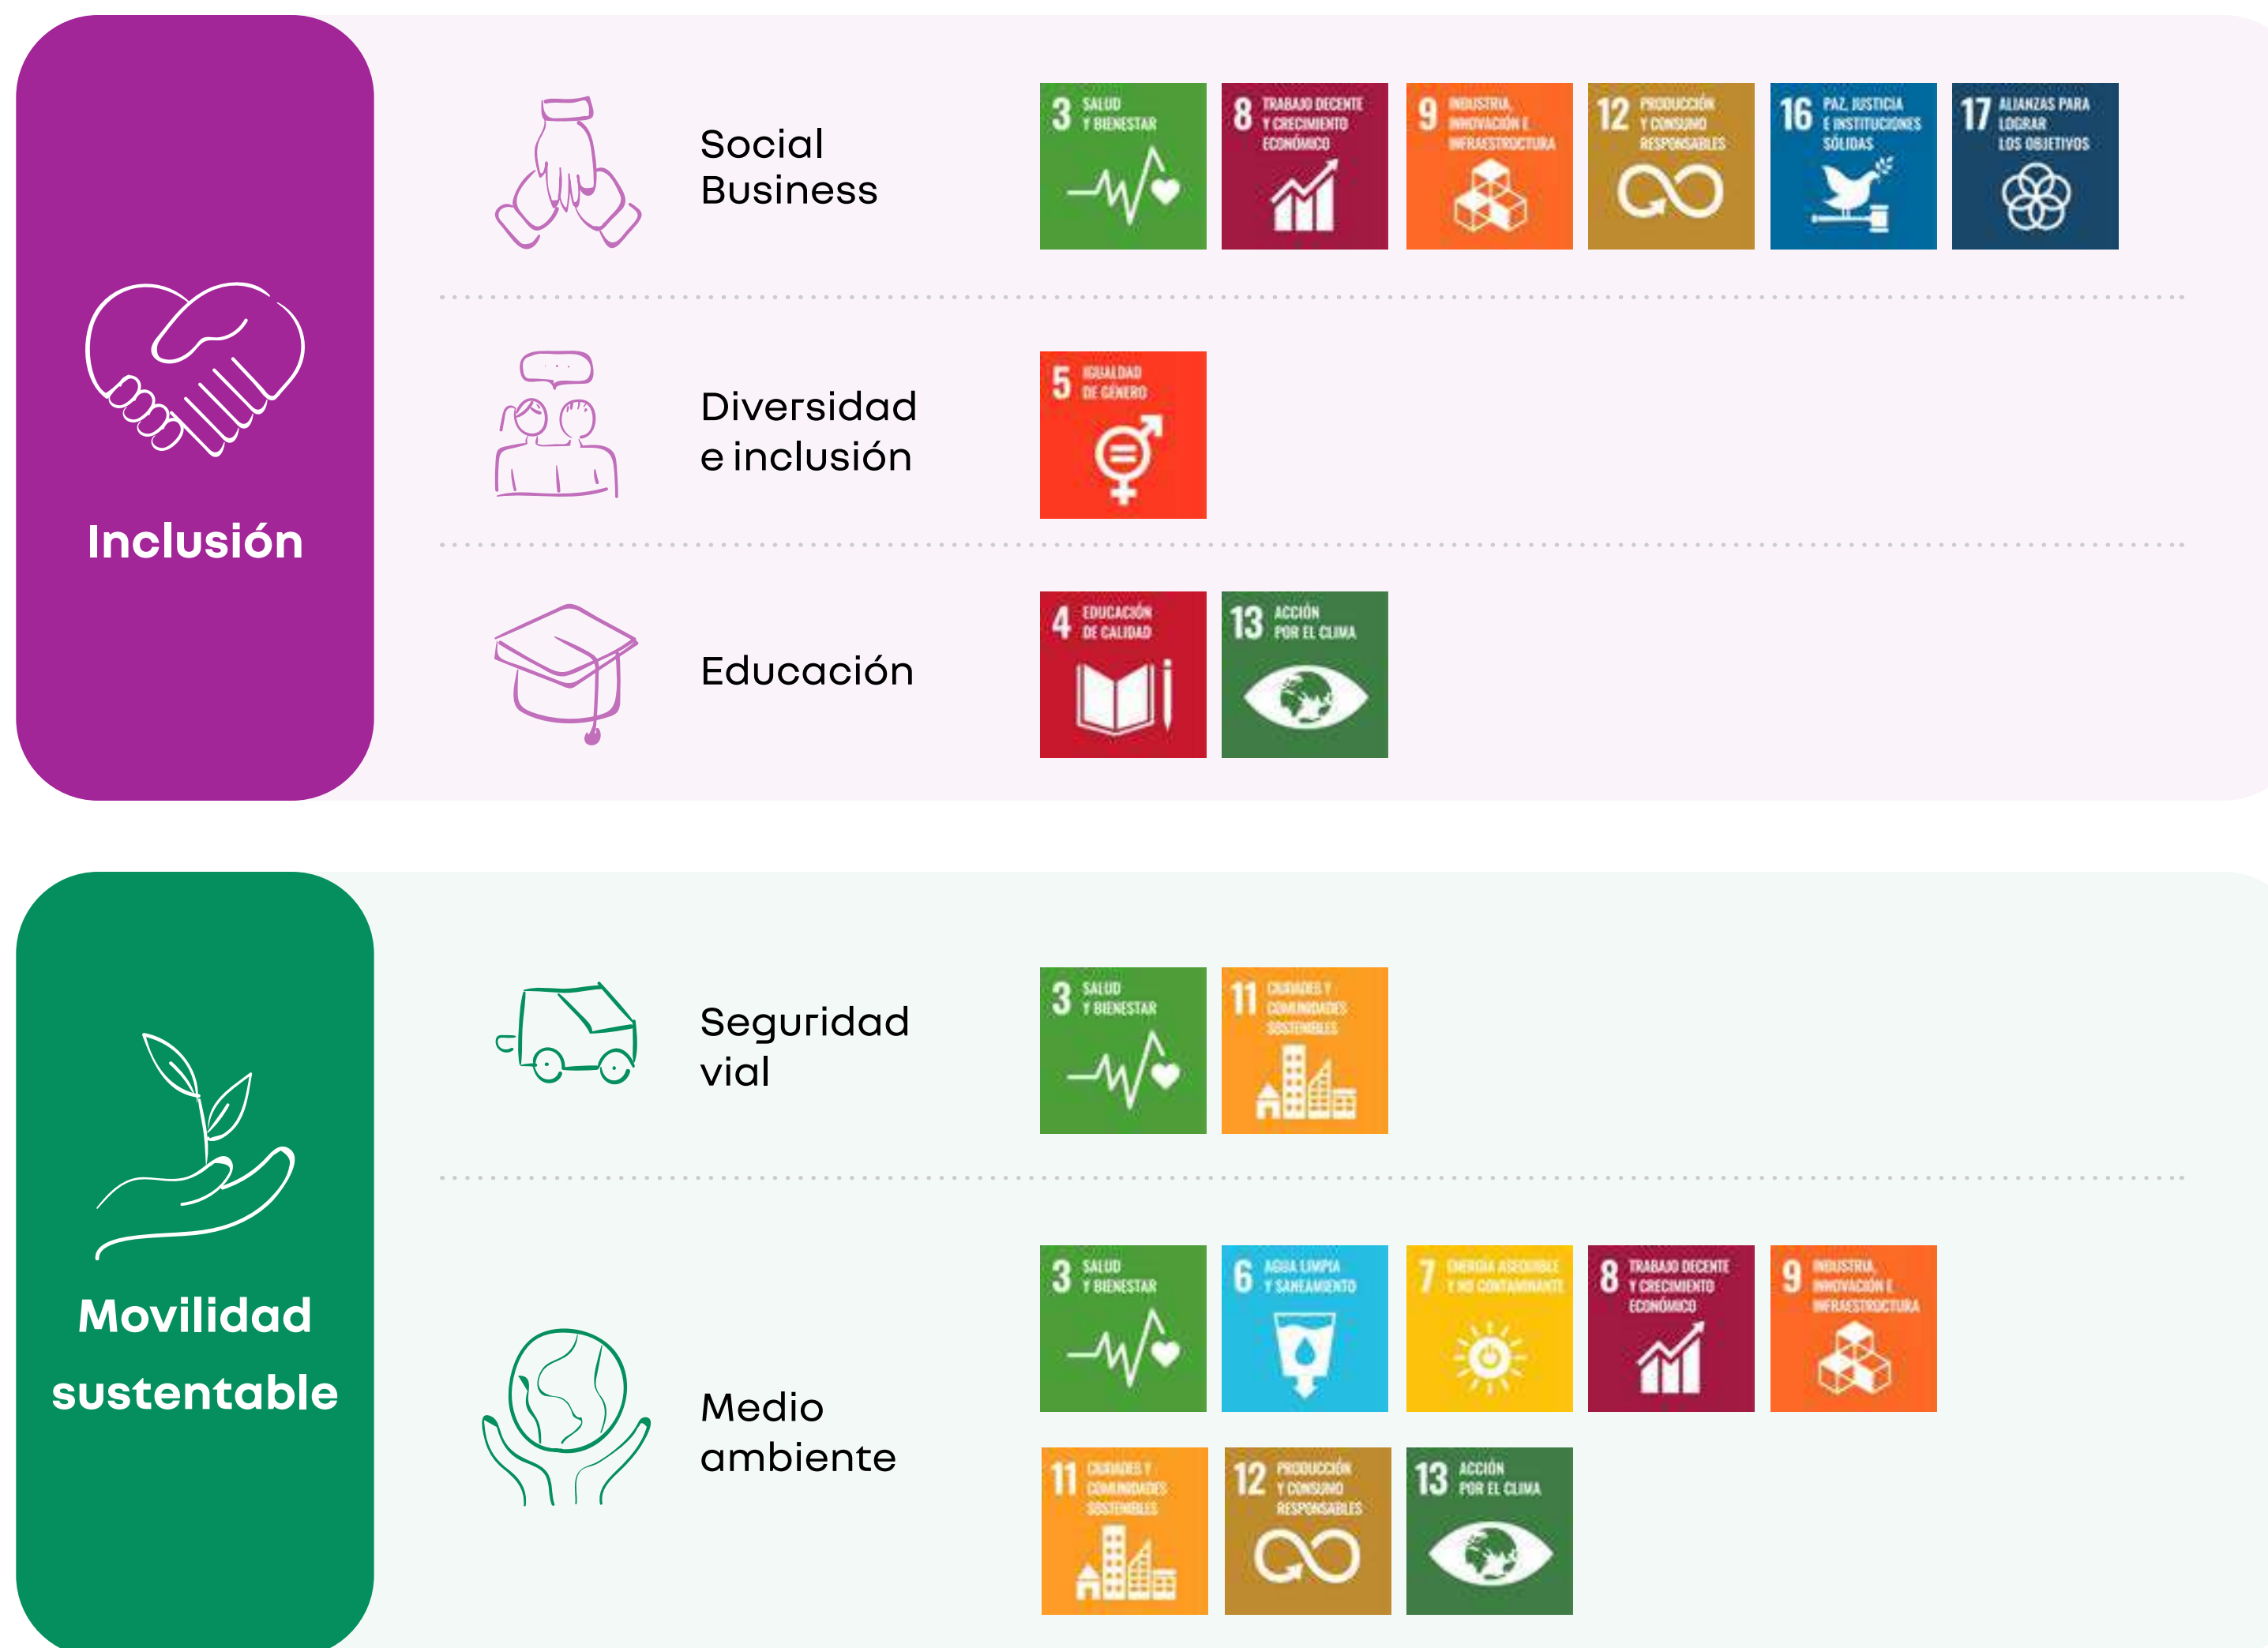 Inclusión
Social
Business
3 SALUD
Y BIENESTAR
8 TRABAJO DECENTE
Y CRECIMIENTO
ECONÓMICO
9 INDUSTRIA,
INNOVACIÓN E
INFRAESTRUCTURA
12 PRODUCCIÓN
Y CONSUMO
RESPONSABLES
16 PAZ, JUSTICIA
E INSTITUCIONES
SÓLIDAS
17 ALIANZAS PARA
LOGRAR
LOS OBJETIVOS
Diversidad
e inclusión
5 IGUALDAD
DE GÉNERO
Educación
4 EDUCACIÓN
DE CALIDAD
13 ACCIÓN
POR EL CLIMA
Movilidad
sustentable
Seguridad
vial
3 SALUD
Y BIENESTAR
11 CIUDADES Y
COMUNIDADES
SOSTENIBLES
Medio
ambiente
3 SALUD
Y BIENESTAR
6 AGUA LIMPIA
Y SANEAMIENTO
7 ENERGÍA ASEQUIBLE
Y NO CONTAMINANTE
8 TRABAJO DECENTE
Y CRECIMIENTO
ECONÓMICO
9 INDUSTRIA,
INNOVACIÓN E
INFRAESTRUCTURA
11 CIUDADES Y
COMUNIDADES
SOSTENIBLES
12 PRODUCCIÓN
Y CONSUMO
RESPONSABLES
13 ACCIÓN
POR EL CLIMA